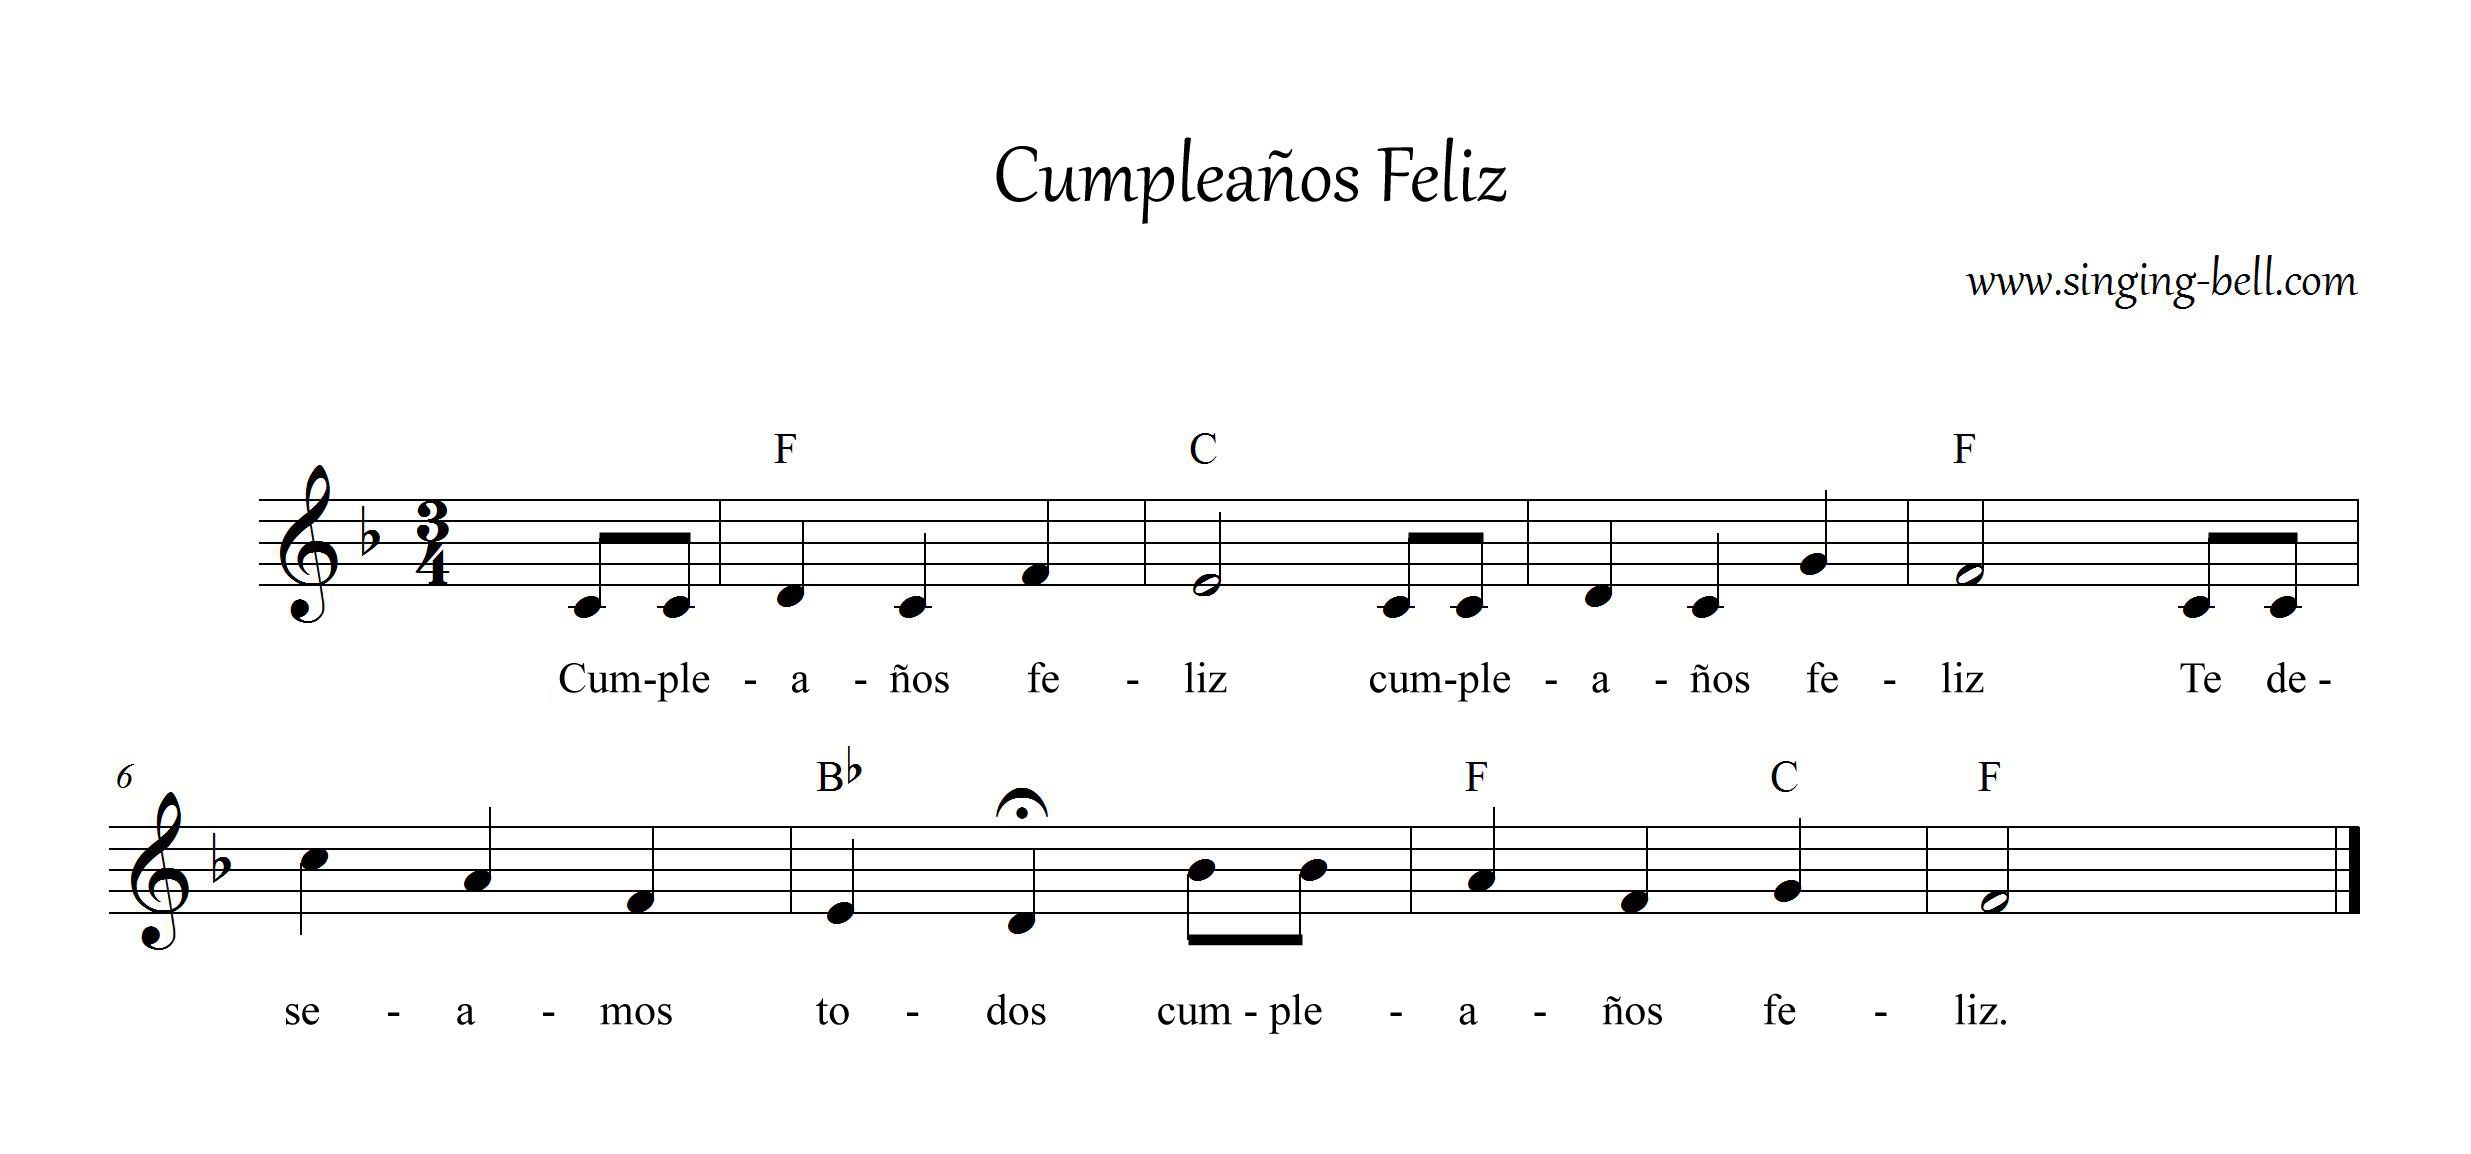 Cumpleaños Feliz
www.singing-bell.com
F C F
3
4
Cum-ple - a - ños fe - liz cum-ple - a - ños fe - liz Te de -
6
B♭ F C F
se - a - mos to - dos cum - ple - a - ños fe - liz.